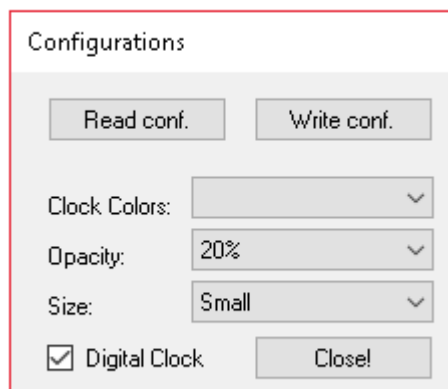 Configurations
Read conf. Write conf.
Clock Colors:
Opacity: 20%
Size: Small
Digital Clock Close!